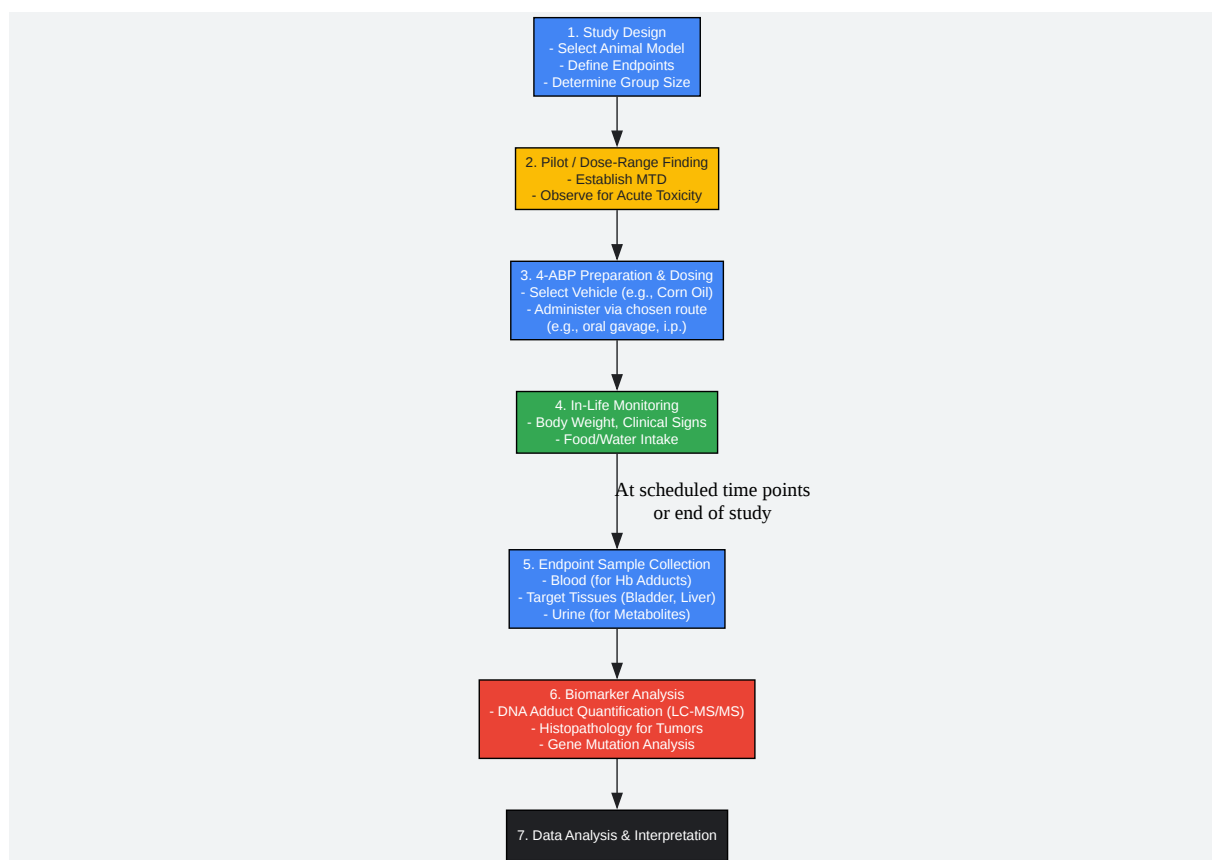 1. Study Design
- Select Animal Model
- Define Endpoints
- Determine Group Size
2. Pilot / Dose-Range Finding
- Establish MTD
- Observe for Acute Toxicity
3. 4-ABP Preparation & Dosing
- Select Vehicle (e.g., Corn Oil)
- Administer via chosen route
(e.g., oral gavage, i.p.)
4. In-Life Monitoring
- Body Weight, Clinical Signs
- Food/Water Intake
At scheduled time points
or end of study
5. Endpoint Sample Collection
- Blood (for Hb Adducts)
- Target Tissues (Bladder, Liver)
- Urine (for Metabolites)
6. Biomarker Analysis
- DNA Adduct Quantification (LC-MS/MS)
- Histopathology for Tumors
- Gene Mutation Analysis
7. Data Analysis & Interpretation